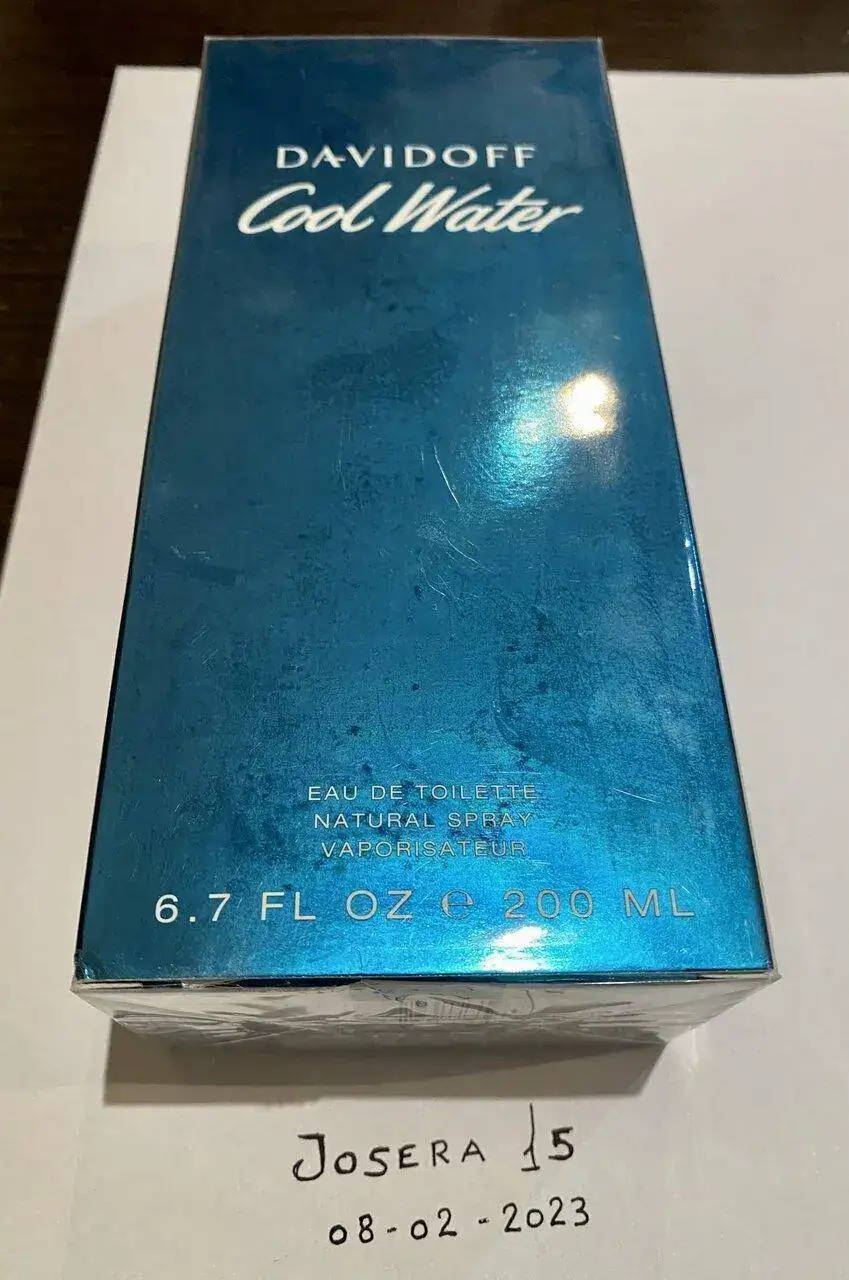 DAVIDOFF
Cool Water
EAU DE TOILETTE
NATURAL SPRAY
VAPORISATEUR
6.7 FL OZ ℮ 200 ML
JOSERA 15
08-02-2023